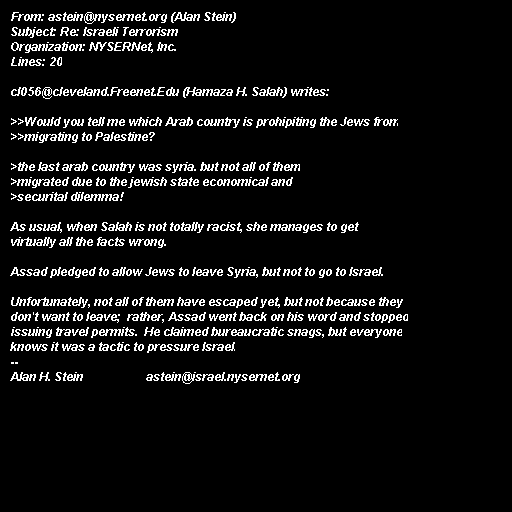 From: astein@nysernet.org (Alan Stein)
Subject: Re: Israeli Terrorism
Organization: NYSERNet, Inc.
Lines: 20

cl056@cleveland.Freenet.Edu (Hamaza H. Salah) writes:

>>Would you tell me which Arab country is prohipiting the Jews from
>>migrating to Palestine?

>the last arab country was syria. but not all of them
>migrated due to the jewish state economical and
>securital dilemma!

As usual, when Salah is not totally racist, she manages to get
virtually all the facts wrong.

Assad pledged to allow Jews to leave Syria, but not to go to Israel.

Unfortunately, not all of them have escaped yet, but not because they
don't want to leave;  rather, Assad went back on his word and stopped
issuing travel permits.  He claimed bureaucratic snags, but everyone
knows it was a tactic to pressure Israel.
--
Alan H. Stein                     astein@israel.nysernet.org